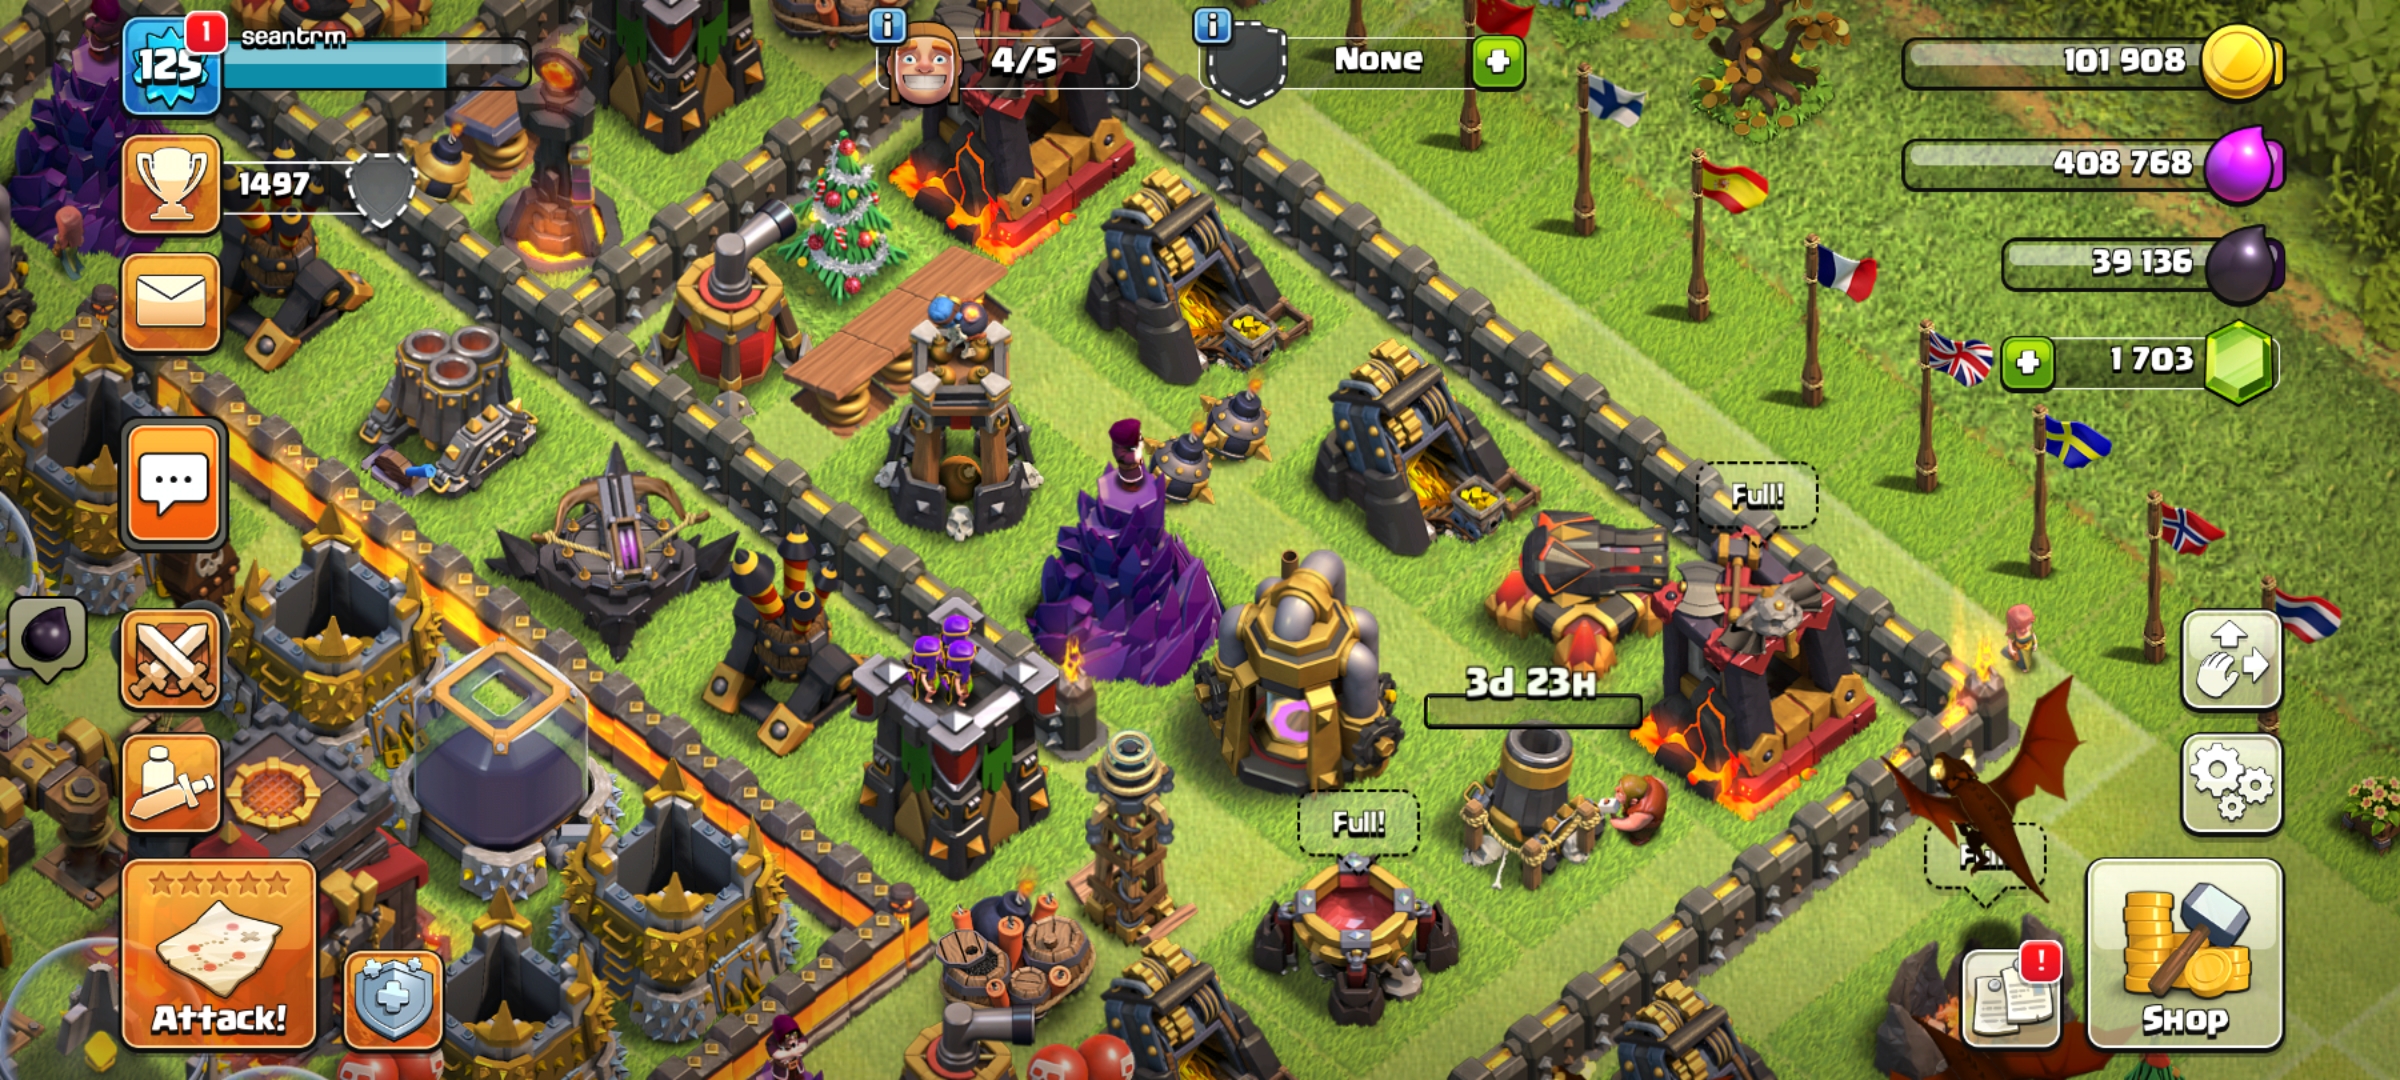 125
1
seantrm
4/5
None
101 908
1497
408 768
39 136
1 703
Full!
3d 23h
Full!
Attack!
Shop